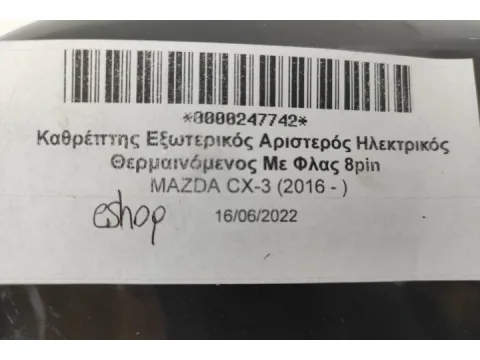 *0000247742*
Καθρέπτης Εξωτερικός Αριστερός Ηλεκτρικός
Θερμαινόμενος Με Φλας 8pin
MAZDA CX-3 (2016 - )
eshop 16/06/2022